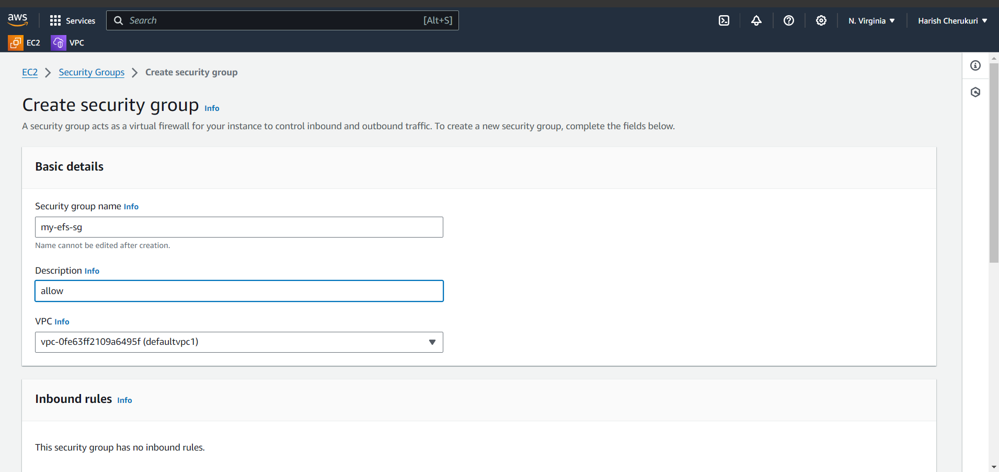 aws Services Search [Alt+S] N. Virginia Harish Cherukuri
EC2 VPC
EC2 Security Groups Create security group
Create security group Info
A security group acts as a virtual firewall for your instance to control inbound and outbound traffic. To create a new security group, complete the fields below.
Basic details
Security group name Info
my-efs-sg
Name cannot be edited after creation.
Description Info
allow
VPC Info
vpc-0fe63ff2109a6495f (defaultvpc1)
Inbound rules Info
This security group has no inbound rules.